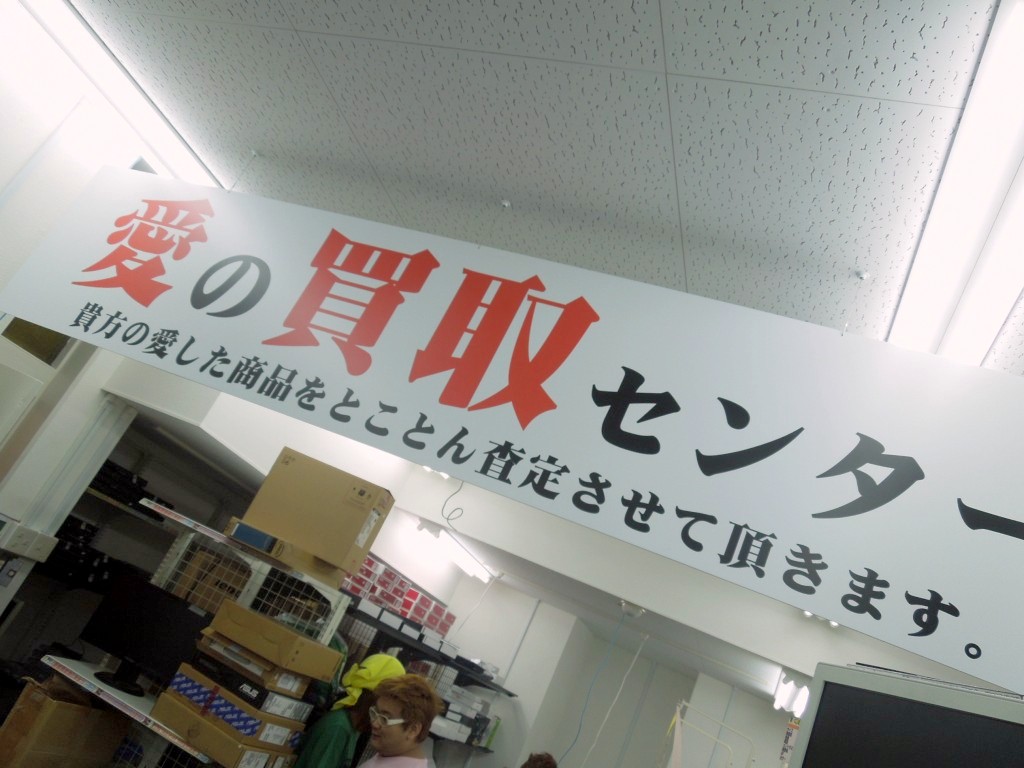 愛の買取センター
貴方の愛した商品をとことん査定させて頂きます。
ASUS